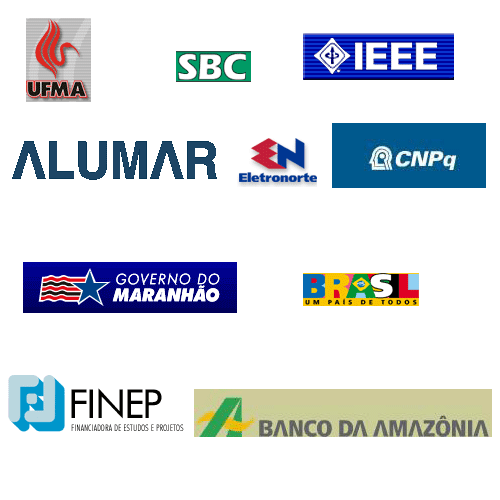 UFMA
SBC
IEEE
ALUMAR
Eletronorte
CNPq
GOVERNO DO
MARANHÃO
BRASIL
UM PAÍS DE TODOS
FINEP
FINANCIADORA DE ESTUDOS E PROJETOS
BANCO DA AMAZÔNIA